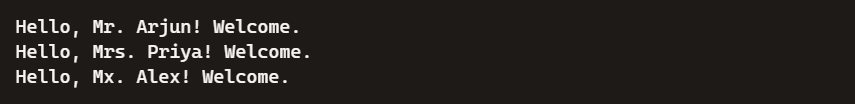 Hello, Mr. Arjun! Welcome.
Hello, Mrs. Priya! Welcome.
Hello, Mx. Alex! Welcome.